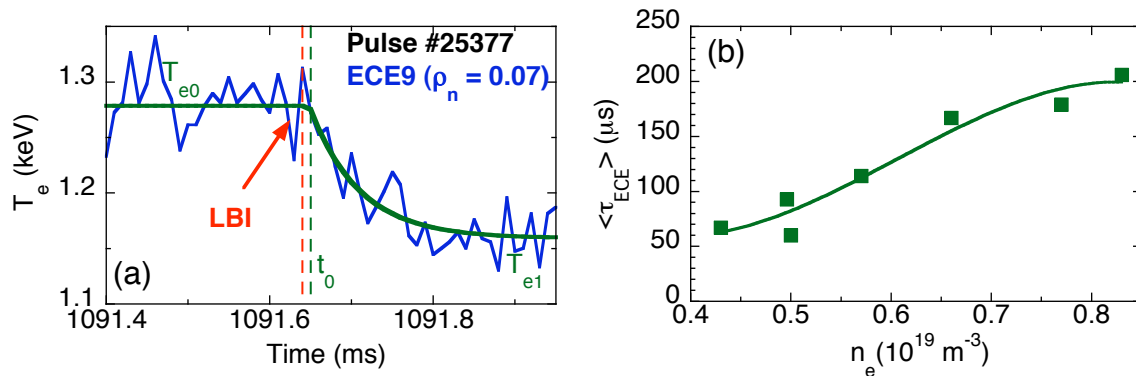 Pulse #25377
ECE9 (ρn = 0.07)
Te0
LBI
t0
Te1
(a)
1.3
1.2
1.1
Te (keV)
1091.4 1091.6 1091.8
Time (ms)
(b)
250
200
150
100
50
0
<τECE> (μs)
0.4 0.5 0.6 0.7 0.8
ne(10^19 m^-3)